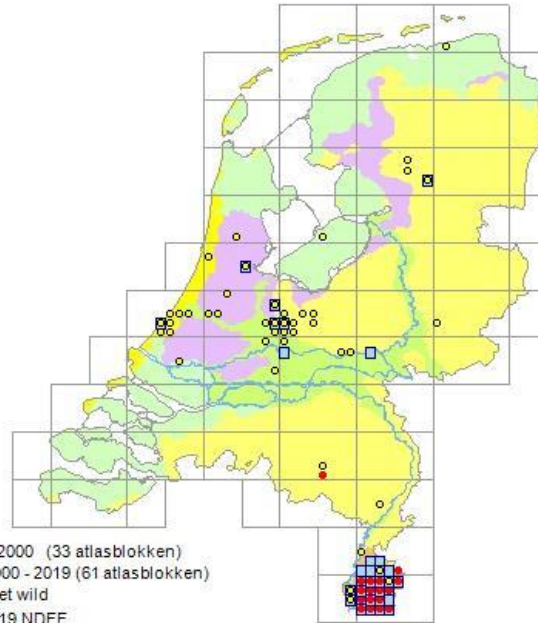 2000 (33 atlasblokken)
00 - 2019 (61 atlasblokken)
et wild
19 NDFF